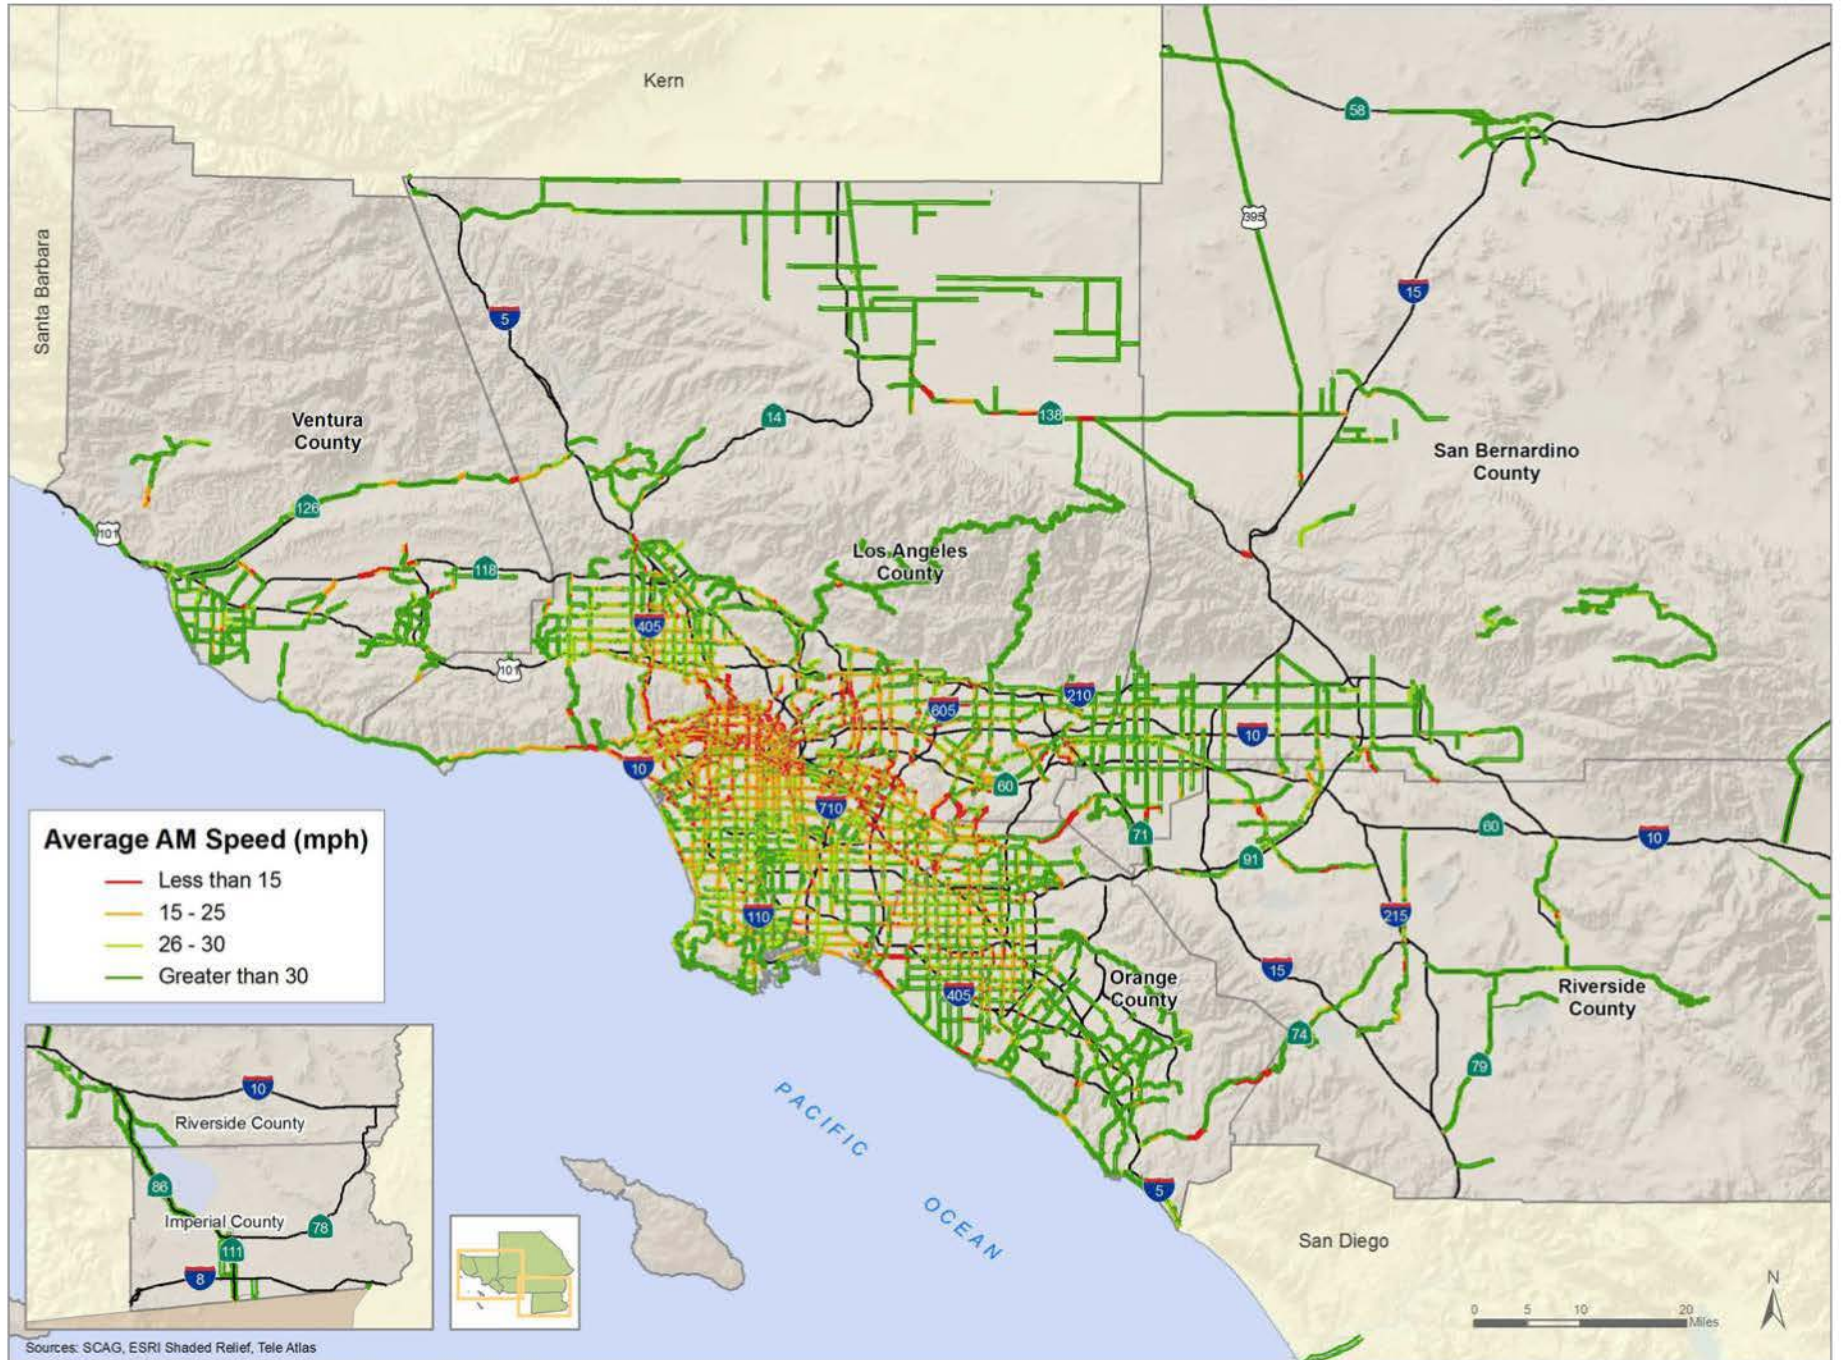 Kern
58
395
Santa Barbara
15
5
14
138
Ventura
County
San Bernardino
County
126
101
Los Angeles
County
118
405
101
210
605
10
10
60
710
71
60
10
91
110
215
Orange
County
15
405
Riverside
County
74
79
5
PACIFIC
OCEAN
San Diego
Average AM Speed (mph)
Less than 15
15 - 25
26 - 30
Greater than 30
10
Riverside County
86
Imperial County
78
111
8
N
0 5 10 20
Miles
Sources: SCAG, ESRI Shaded Relief, Tele Atlas